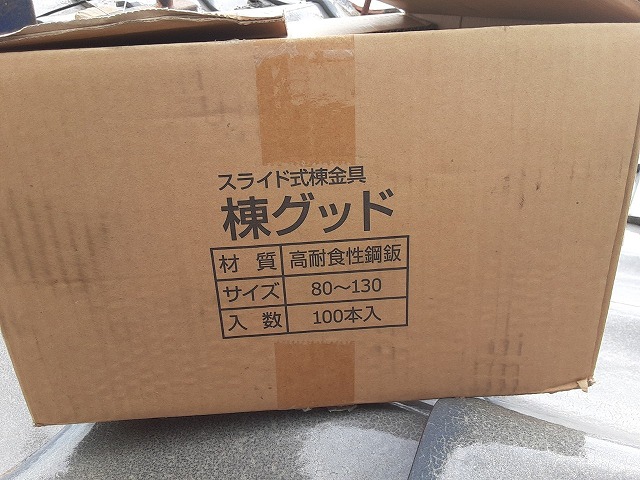 スライド式棟金具
棟グッド
材質 高耐食性鋼鈑
サイズ 80～130
入数 100本入